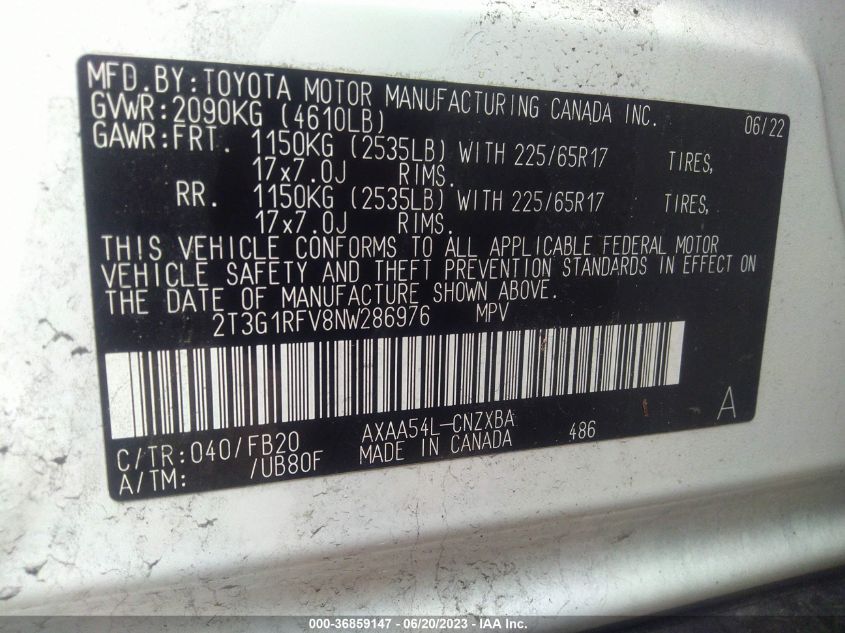 MFD.BY:TOYOTA MOTOR MANUFACTURING CANADA INC. 06/22
GVWR:2090KG (4610LB)
GAWR:FRT. 1150KG (2535LB) WITH 225/65R17 TIRES,
17x7.0J RIMS.
RR. 1150KG (2535LB) WITH 225/65R17 TIRES,
17x7.0J RIMS.
THIS VEHICLE CONFORMS TO ALL APPLICABLE FEDERAL MOTOR
VEHICLE SAFETY AND THEFT PREVENTION STANDARDS IN EFFECT ON
THE DATE OF MANUFACTURE SHOWN ABOVE.
2T3G1RFV8NW286976 MPV
A
C/TR:040/FB20 AXAA54L-CNZXBA 486
A/TM: /UB80F MADE IN CANADA
000-36859147 - 06/20/2023 - IAA Inc.